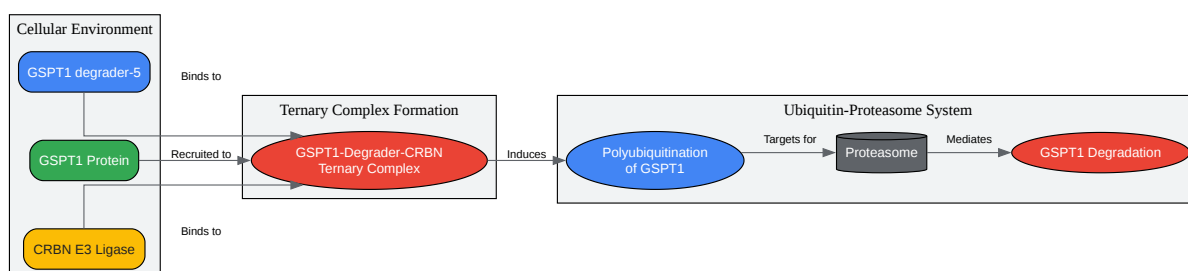 Cellular Environment
GSPT1 degrader-5
Binds to
Ternary Complex Formation
Ubiquitin-Proteasome System
GSPT1 Protein
Recruited to
GSPT1-Degrader-CRBN
Ternary Complex
Induces
Polyubiquitination
of GSPT1
Targets for
Proteasome
Mediates
GSPT1 Degradation
Binds to
CRBN E3 Ligase